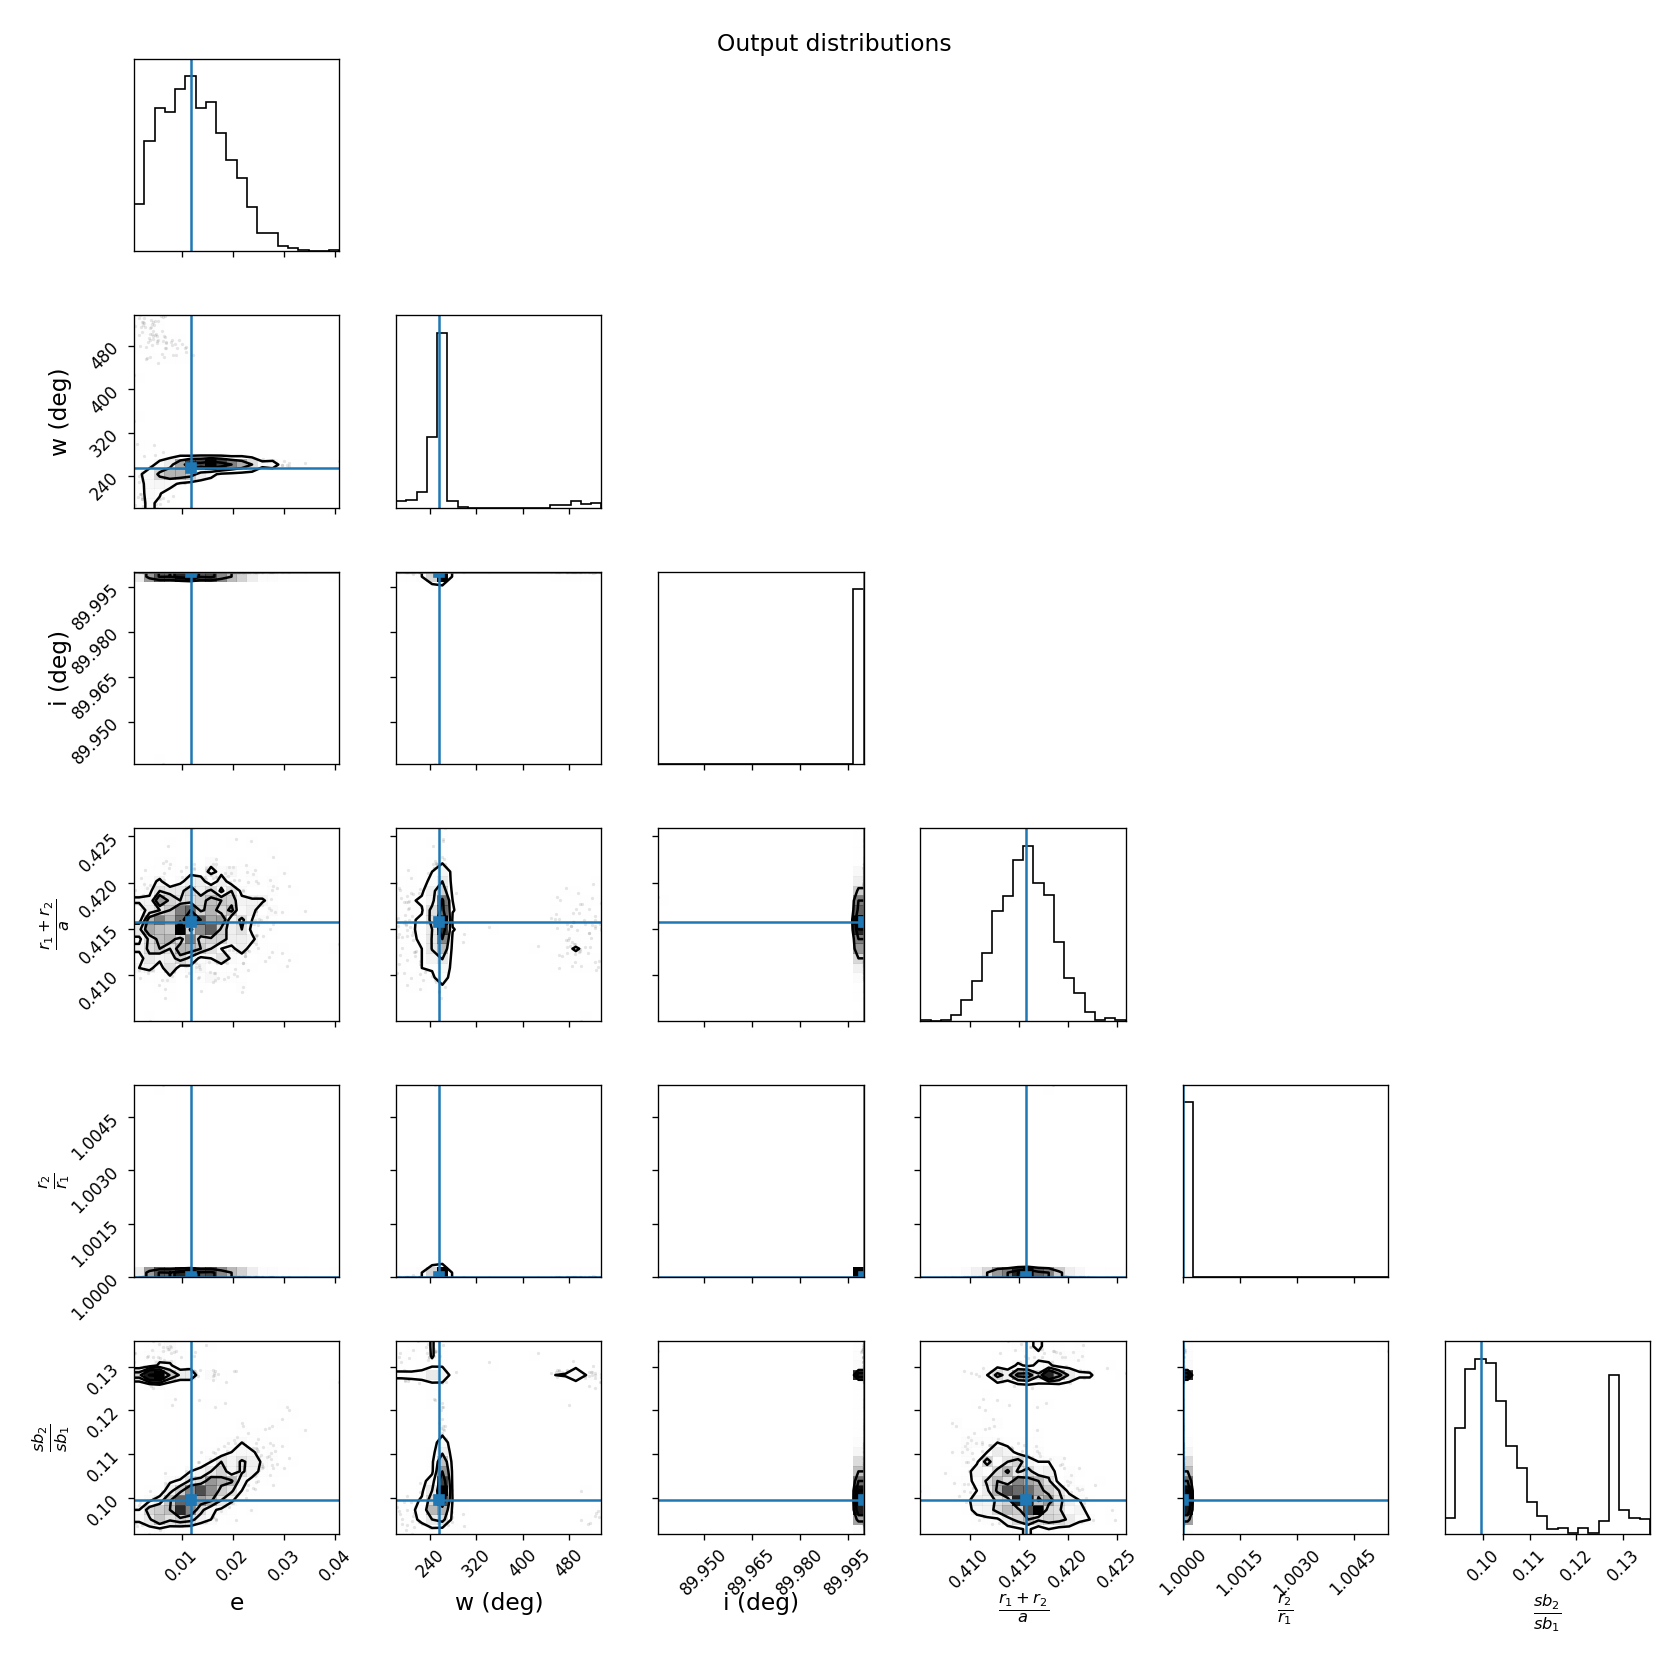 Output distributions
w (deg)
480
400
320
240
i (deg)
89.995
89.980
89.965
89.950
r₁ + r₂
a
0.425
0.420
0.415
0.410
r₂
r₁
1.0045
1.0030
1.0015
1.0000
sb₂
sb₁
0.13
0.12
0.11
0.10
0.01 0.02 0.03 0.04
240 320 400 480
89.950 89.965 89.980 89.995
0.410 0.415 0.420 0.425
1.0000 1.0015 1.0030 1.0045
0.10 0.11 0.12 0.13
e
w (deg)
i (deg)
r₁ + r₂
a
r₂
r₁
sb₂
sb₁